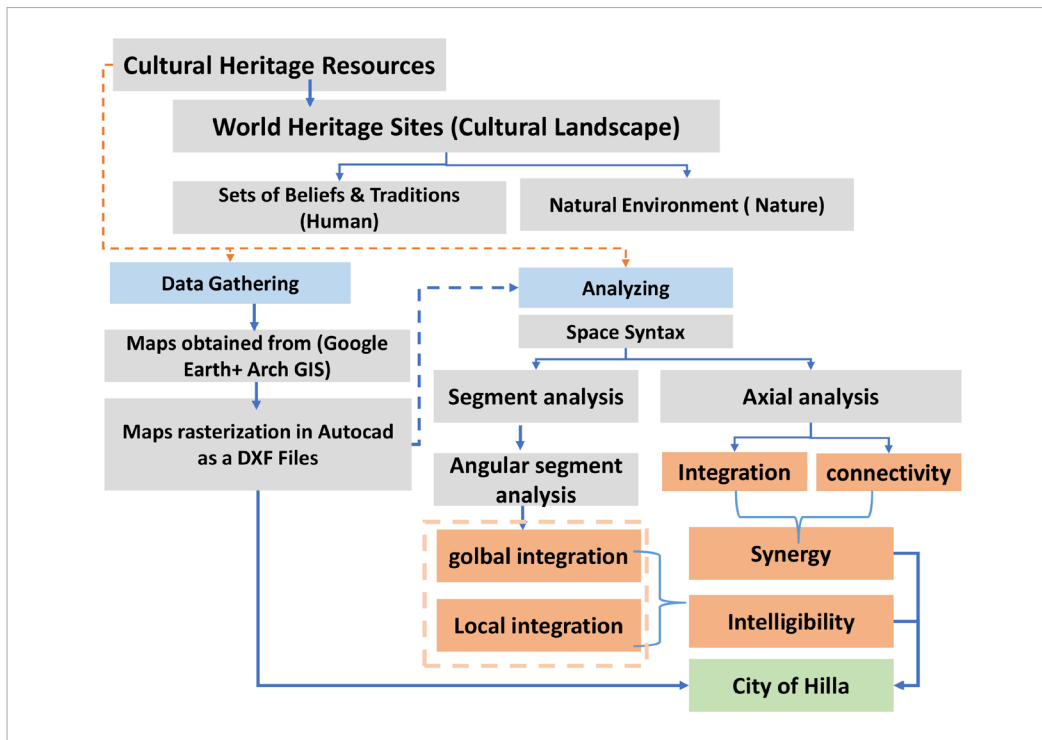 Cultural Heritage Resources
World Heritage Sites (Cultural Landscape)
Sets of Beliefs & Traditions
(Human)
Natural Environment ( Nature)
Data Gathering
Analyzing
Maps obtained from (Google
Earth+ Arch GIS)
Space Syntax
Maps rasterization in Autocad
as a DXF Files
Segment analysis
Axial analysis
Angular segment
analysis
Integration
connectivity
golbal integration
Synergy
Local integration
Intelligibility
City of Hilla